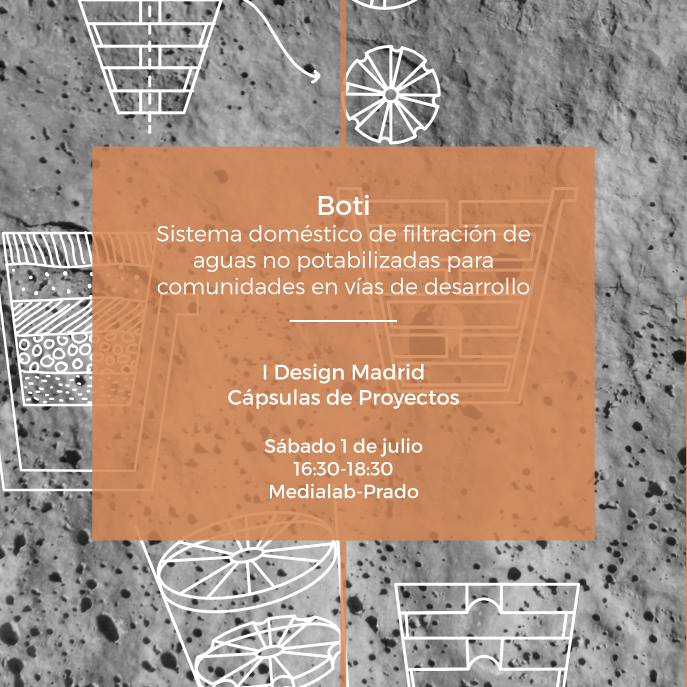 Boti
Sistema doméstico de filtración de
aguas no potabilizadas para
comunidades en vías de desarrollo
I Design Madrid
Cápsulas de Proyectos
Sábado 1 de julio
16:30-18:30
Medialab-Prado